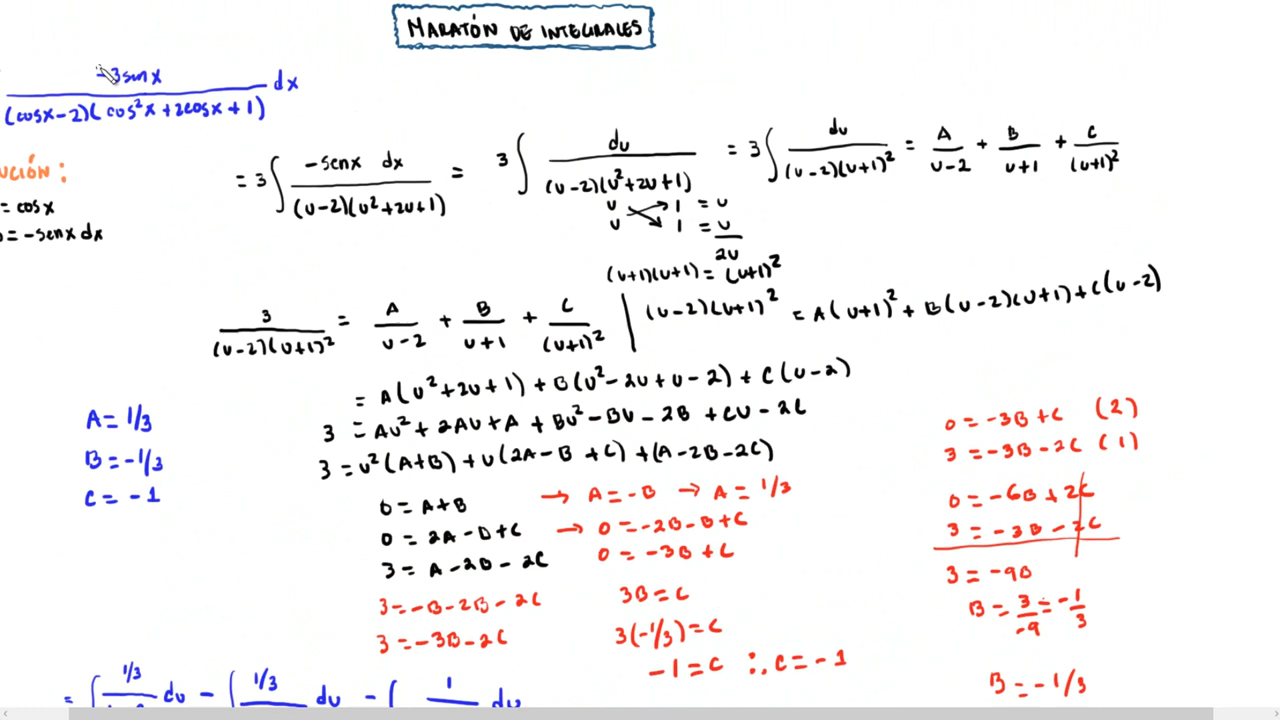 MARATÓN DE INTEGRALES
-3senx
(cosx-2)(cos²x+2cosx+1) dx
UCIÓN:
= cosx
= -senx dx
= 3∫ -senx dx / (u-2)(u²+2u+1) = 3∫ du / (u-2)(u²+2u+1) = 3∫ du / (u-2)(u+1)² = A/u-2 + B/u+1 + C/(u+1)²
u 1 = u
u 1 = u
2u
(u+1)(u+1) = (u+1)²
3/(u-2)(u+1)² = A/u-2 + B/u+1 + C/(u+1)² | (u-2)(u+1)² = A(u+1)² + B(u-2)(u+1) + C(u-2)
= A(u²+2u+1) + B(u²-2u+u-2) + C(u-2)
3 = Au² + 2Au + A + Bu² - Bu - 2B + Cu - 2C
3 = u²(A+B) + u(2A-B+C) + (A-2B-2C)
A = 1/3
B = -1/3
C = -1
0 = A+B → A = -B → A = 1/3
0 = 2A-B+C → 0 = -2B-B+C
3 = A-2B-2C 0 = -3B+C
3 = -B-2B-2C 3B = C
3 = -3B-2C 3(-1/3) = C
-1 = C ∴ C = -1
0 = -3B+C (2)
3 = -3B-2C (1)
0 = -6B+2C
3 = -3B-2C
3 = -9B
B = 3/-9 = -1/3
B = -1/3
= ∫ 1/3 du - ∫ 1/3 du - ∫ 1 du